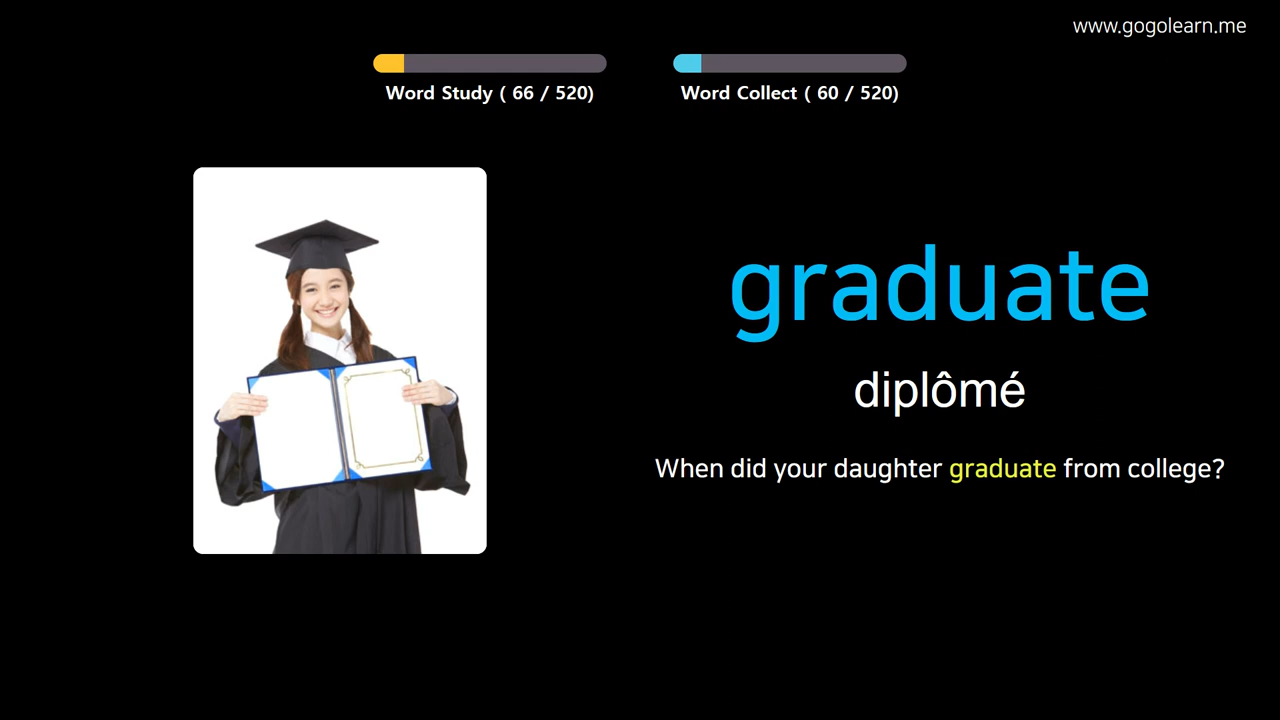 www.gogolearn.me
Word Study ( 66 / 520)
Word Collect ( 60 / 520)
graduate
diplômé
When did your daughter graduate from college?